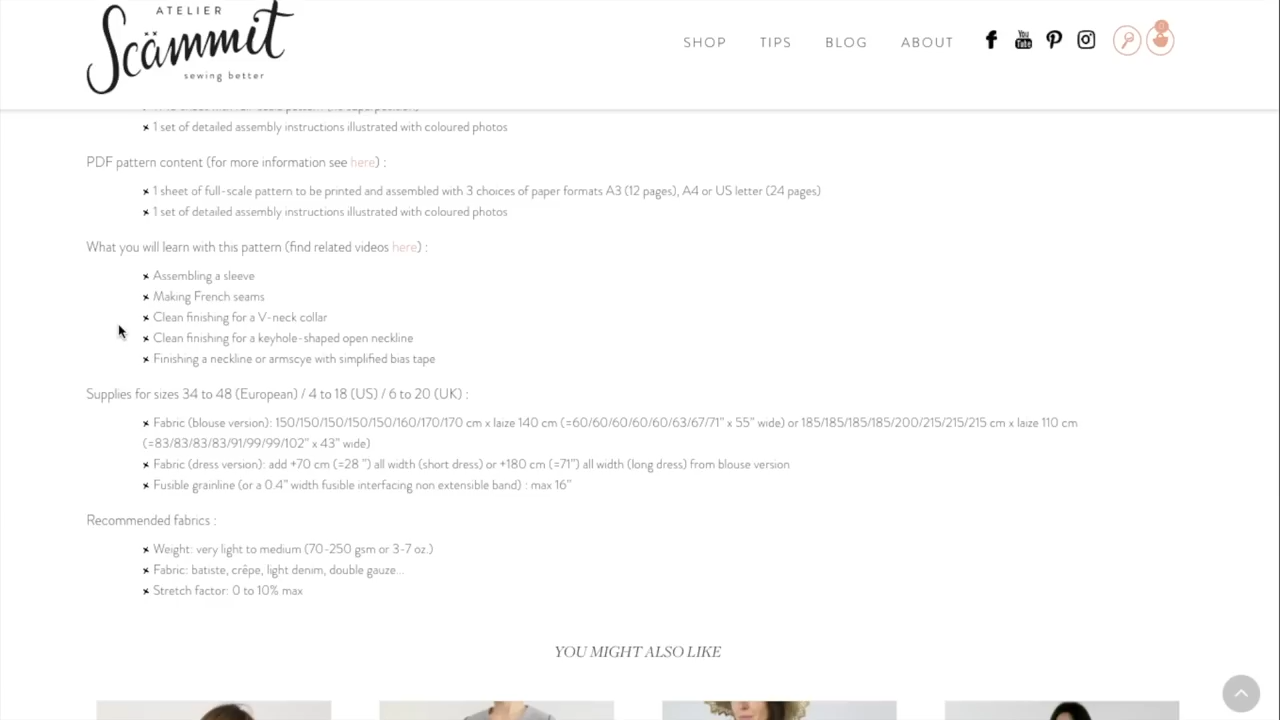 ATELIER
Scämmit
sewing better
SHOP TIPS BLOG ABOUT
You
Tube
0
× 1 set of detailed assembly instructions illustrated with coloured photos
PDF pattern content (for more information see here) :
× 1 sheet of full-scale pattern to be printed and assembled with 3 choices of paper formats A3 (12 pages), A4 or US letter (24 pages)
× 1 set of detailed assembly instructions illustrated with coloured photos
What you will learn with this pattern (find related videos here) :
× Assembling a sleeve
× Making French seams
× Clean finishing for a V-neck collar
× Clean finishing for a keyhole-shaped open neckline
× Finishing a neckline or armscye with simplified bias tape
Supplies for sizes 34 to 48 (European) / 4 to 18 (US) / 6 to 20 (UK) :
× Fabric (blouse version): 150/150/150/150/150/160/170/170 cm x laize 140 cm (=60/60/60/60/60/63/67/71" x 55" wide) or 185/185/185/185/200/215/215/215 cm x laize 110 cm
(=83/83/83/83/91/99/99/102" x 43" wide)
× Fabric (dress version): add +70 cm (=28 ") all width (short dress) or +180 cm (=71") all width (long dress) from blouse version
× Fusible grainline (or a 0.4" width fusible interfacing non extensible band) : max 16"
Recommended fabrics :
× Weight: very light to medium (70-250 gsm or 3-7 oz.)
× Fabric: batiste, crêpe, light denim, double gauze...
× Stretch factor: 0 to 10% max
YOU MIGHT ALSO LIKE